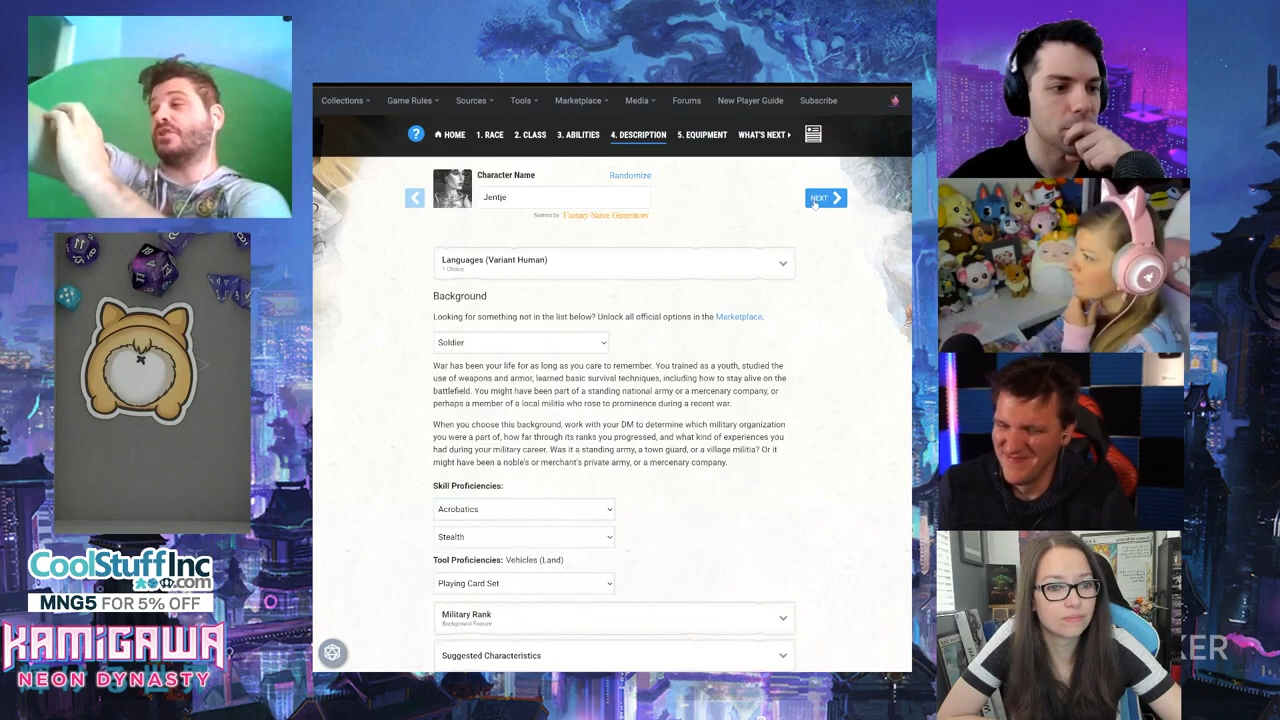 Collections Game Rules Sources Tools Marketplace Media Forums New Player Guide Subscribe
? HOME 1. RACE 2. CLASS 3. ABILITIES 4. DESCRIPTION 5. EQUIPMENT WHAT'S NEXT
Character Name Randomize
Jentje
NEXT
Names by Fantasy Name Generators
Languages (Variant Human)
1 Choice
Background
Looking for something not in the list below? Unlock all official options in the Marketplace.
Soldier
War has been your life for as long as you care to remember. You trained as a youth, studied the
use of weapons and armor, learned basic survival techniques, including how to stay alive on the
battlefield. You might have been part of a standing national army or a mercenary company, or
perhaps a member of a local militia who rose to prominence during a recent war.
When you choose this background, work with your DM to determine which military organization
you were a part of, how far through its ranks you progressed, and what kind of experiences you
had during your military career. Was it a standing army, a town guard, or a village militia? Or it
might have been a noble's or merchant's private army, or a mercenary company.
Skill Proficiencies:
Acrobatics
Stealth
Tool Proficiencies: Vehicles (Land)
Playing Card Set
Military Rank
Background Feature
Suggested Characteristics
CoolStuffInc
.com
MNG5 FOR 5% OFF
KAMIGAWA
NEON DYNASTY
KER